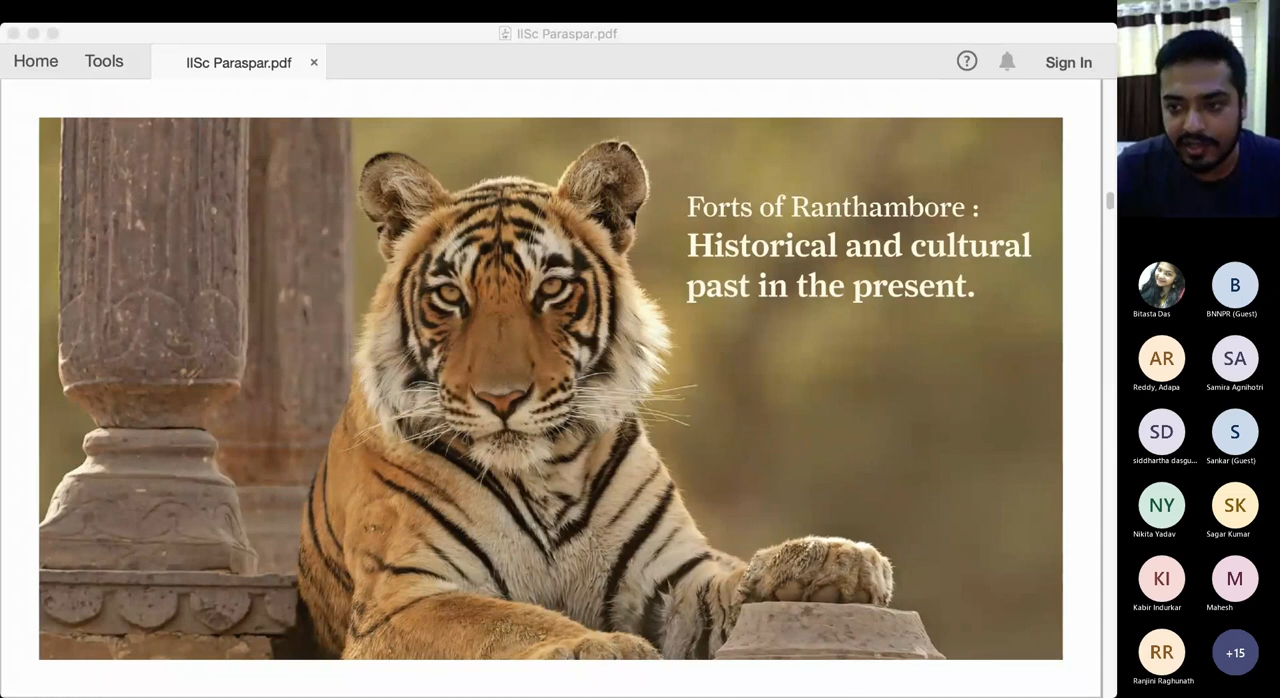 IISc Paraspar.pdf
Home
Tools
IISc Paraspar.pdf
×
?
Sign In
Forts of Ranthambore :
Historical and cultural
past in the present.
Bitasta Das
B
BNNPR (Guest)
AR
Reddy, Adapa
SA
Samira Agnihotri
SD
siddhartha dasgu...
S
Sankar (Guest)
NY
Nikita Yadav
SK
Sagar Kumar
KI
Kabir Indurkar
M
Mahesh
RR
Ranjini Raghunath
+15